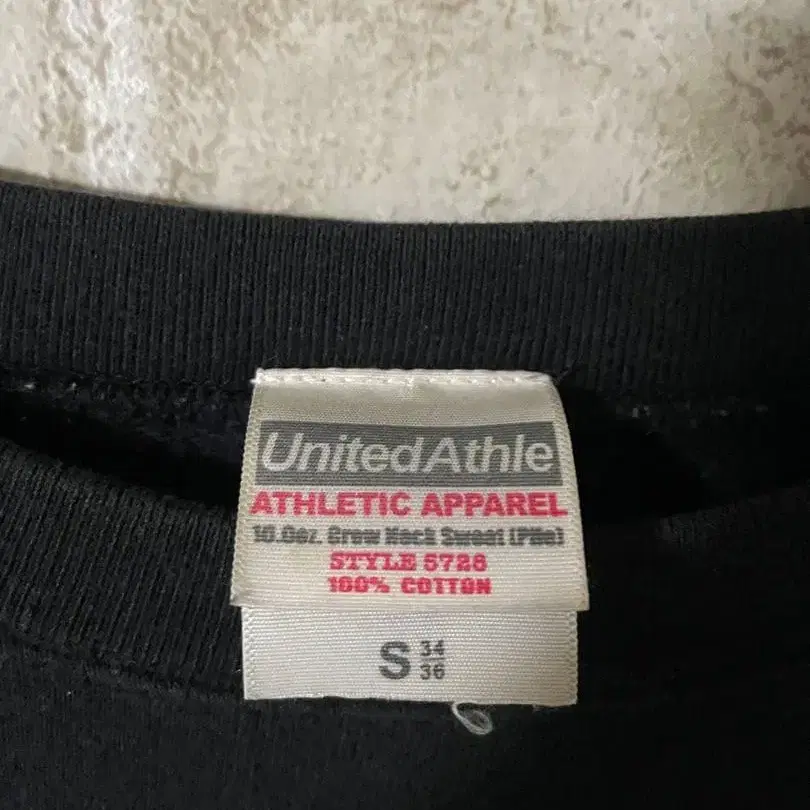 UnitedAthle
ATHLETIC APPAREL
10.0oz. Crew Neck Sweat (Pile)
STYLE 5728
100% COTTON
S 34
36